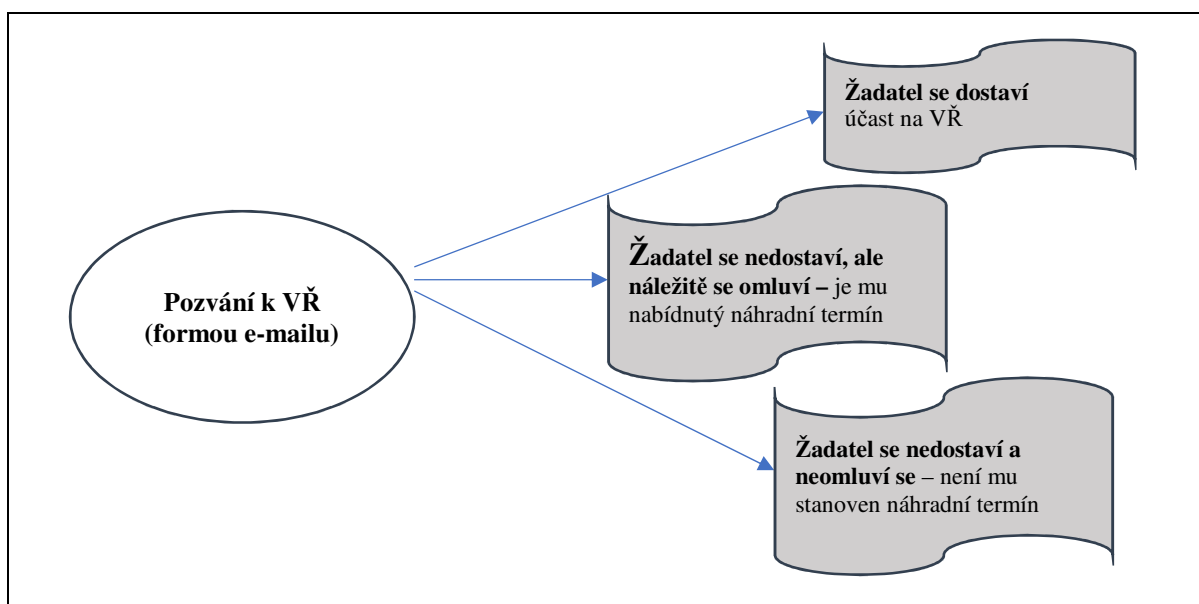 Žadatel se dostaví
účast na VŘ
Žadatel se nedostaví, ale
náležitě se omluví – je mu
nabídnutý náhradní termín
Pozvání k VŘ
(formou e-mailu)
Žadatel se nedostaví a
neomluví se – není mu
stanoven náhradní termín